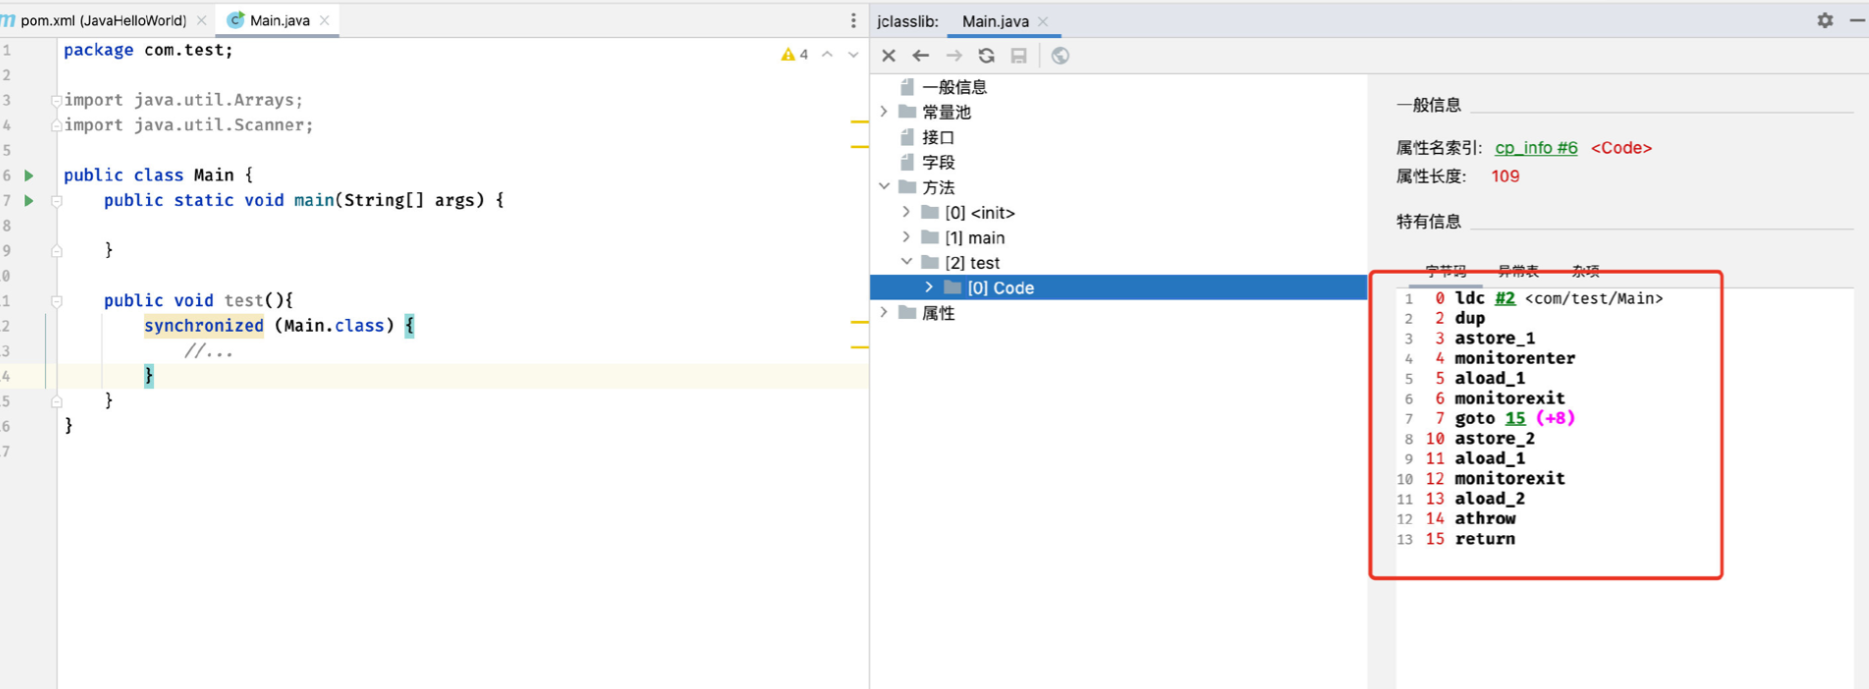 pom.xml (JavaHelloWorld)
Main.java
jclasslib:
Main.java
4
1 package com.test;
2
3 import java.util.Arrays;
4 import java.util.Scanner;
5
6 public class Main {
7 public static void main(String[] args) {
8
9 }
0
1 public void test(){
2 synchronized (Main.class) {
3 //...
4 }
5 }
6 }
7
一般信息
常量池
接口
字段
方法
[0] <init>
[1] main
[2] test
[0] Code
属性
一般信息
属性名索引: cp_info #6 <Code>
属性长度: 109
特有信息
字节码 异常表 杂项
1 0 ldc #2 <com/test/Main>
2 2 dup
3 3 astore_1
4 4 monitorenter
5 5 aload_1
6 6 monitorexit
7 7 goto 15 (+8)
8 10 astore_2
9 11 aload_1
10 12 monitorexit
11 13 aload_2
12 14 athrow
13 15 return